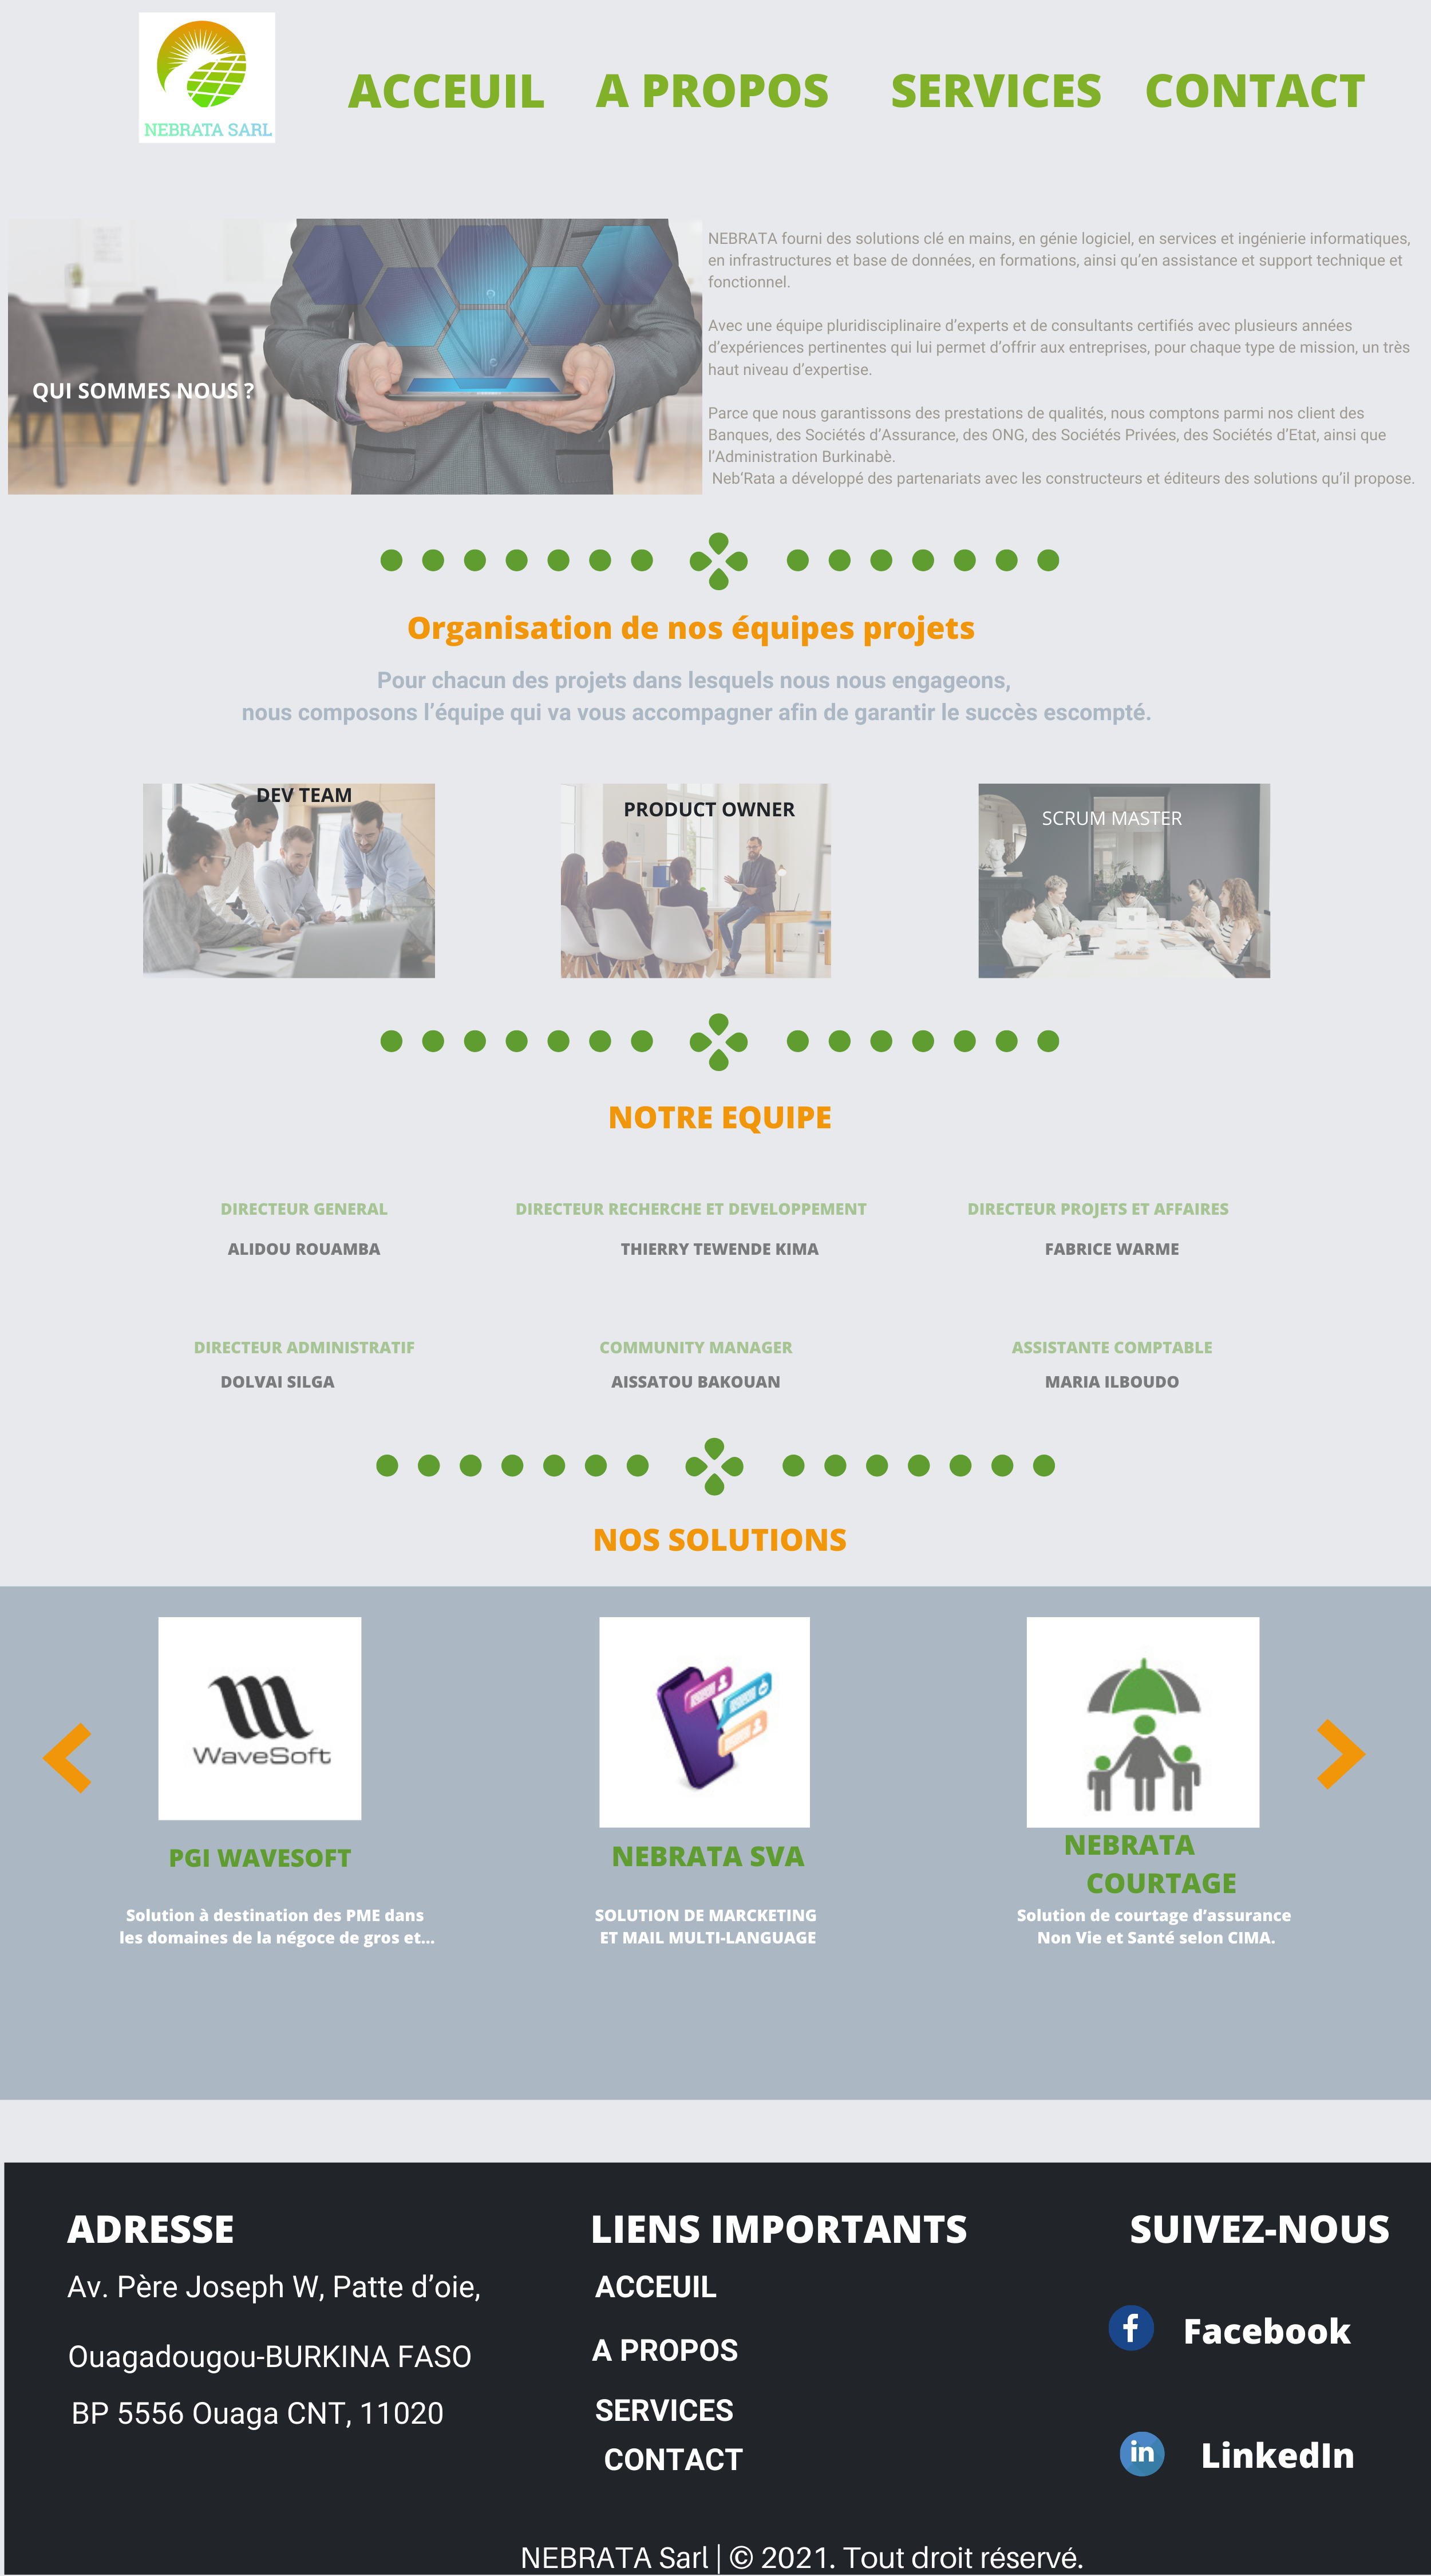 NEBRATA SARL
ACCEUIL A PROPOS SERVICES CONTACT
QUI SOMMES NOUS ?
NEBRATA fourni des solutions clé en mains, en génie logiciel, en services et ingénierie informatiques,
en infrastructures et base de données, en formations, ainsi qu’en assistance et support technique et
fonctionnel.
Avec une équipe pluridisciplinaire d’experts et de consultants certifiés avec plusieurs années
d’expériences pertinentes qui lui permet d’offrir aux entreprises, pour chaque type de mission, un très
haut niveau d’expertise.
Parce que nous garantissons des prestations de qualités, nous comptons parmi nos client des
Banques, des Sociétés d’Assurance, des ONG, des Sociétés Privées, des Sociétés d’Etat, ainsi que
l’Administration Burkinabè.
Neb’Rata a développé des partenariats avec les constructeurs et éditeurs des solutions qu’il propose.
Organisation de nos équipes projets
Pour chacun des projets dans lesquels nous nous engageons,
nous composons l’équipe qui va vous accompagner afin de garantir le succès escompté.
DEV TEAM
PRODUCT OWNER
SCRUM MASTER
NOTRE EQUIPE
DIRECTEUR GENERAL
ALIDOU ROUAMBA
DIRECTEUR RECHERCHE ET DEVELOPPEMENT
THIERRY TEWENDE KIMA
DIRECTEUR PROJETS ET AFFAIRES
FABRICE WARME
DIRECTEUR ADMINISTRATIF
DOLVAI SILGA
COMMUNITY MANAGER
AISSATOU BAKOUAN
ASSISTANTE COMPTABLE
MARIA ILBOUDO
NOS SOLUTIONS
WaveSoft
PGI WAVESOFT
Solution à destination des PME dans
les domaines de la négoce de gros et...
NEBRATA SVA
SOLUTION DE MARCKETING
ET MAIL MULTI-LANGUAGE
NEBRATA
COURTAGE
Solution de courtage d’assurance
Non Vie et Santé selon CIMA.
ADRESSE
Av. Père Joseph W, Patte d’oie,
Ouagadougou-BURKINA FASO
BP 5556 Ouaga CNT, 11020
LIENS IMPORTANTS
ACCEUIL
A PROPOS
SERVICES
CONTACT
SUIVEZ-NOUS
f Facebook
in LinkedIn
NEBRATA Sarl | © 2021. Tout droit réservé.